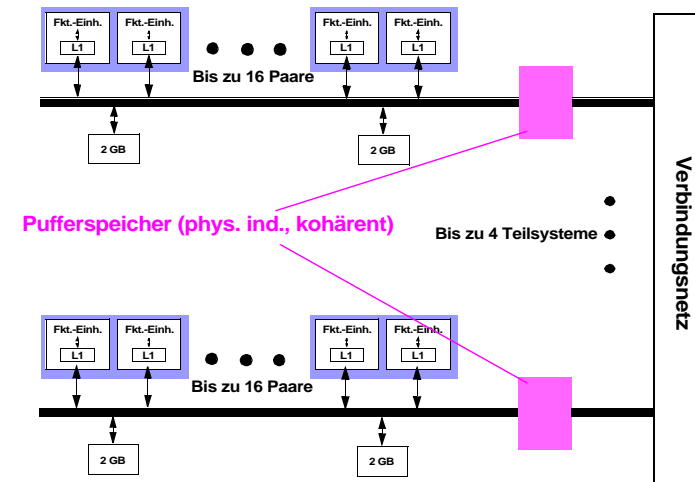 Fkt.-Einh.
L1
Fkt.-Einh.
L1
Fkt.-Einh.
L1
Fkt.-Einh.
L1
Bis zu 16 Paare
2 GB
2 GB
Verbindungsnetz
Pufferspeicher (phys. ind., kohärent)
Bis zu 4 Teilsysteme
Fkt.-Einh.
L1
Fkt.-Einh.
L1
Fkt.-Einh.
L1
Fkt.-Einh.
L1
Bis zu 16 Paare
2 GB
2 GB